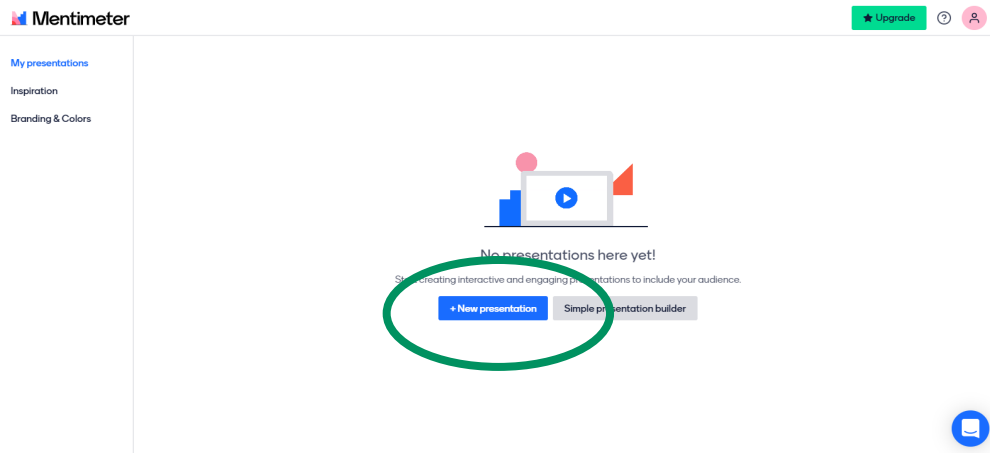 Mentimeter
Upgrade
My presentations
Inspiration
Branding & Colors
No presentations here yet!
Start creating interactive and engaging presentations to include your audience.
+ New presentation
Simple presentation builder